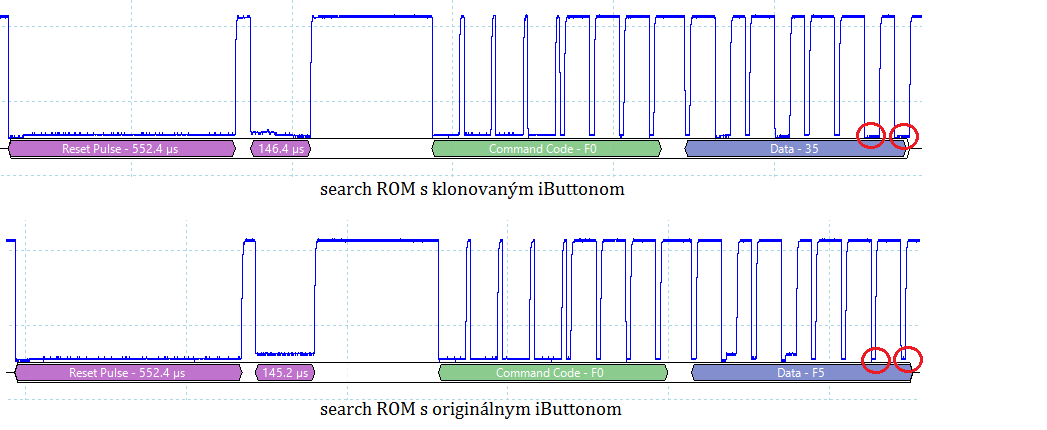 Reset Pulse - 552.4 µs
146.4 µs
Command Code - F0
Data - 35
search ROM s klonovaným iButtonom
Reset Pulse - 552.4 µs
145.2 µs
Command Code - F0
Data - F5
search ROM s originálnym iButtonom